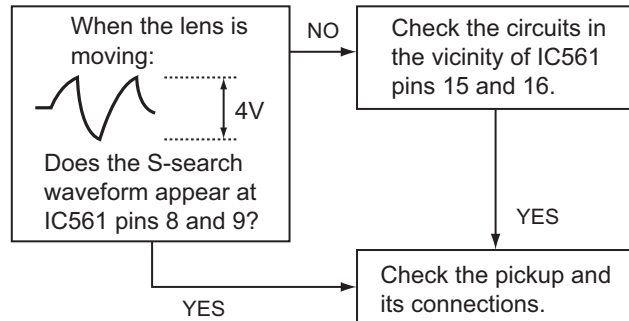 When the lens is
moving:
4V
Does the S-search
waveform appear at
IC561 pins 8 and 9?
NO
Check the circuits in
the vicinity of IC561
pins 15 and 16.
YES
YES
Check the pickup and
its connections.